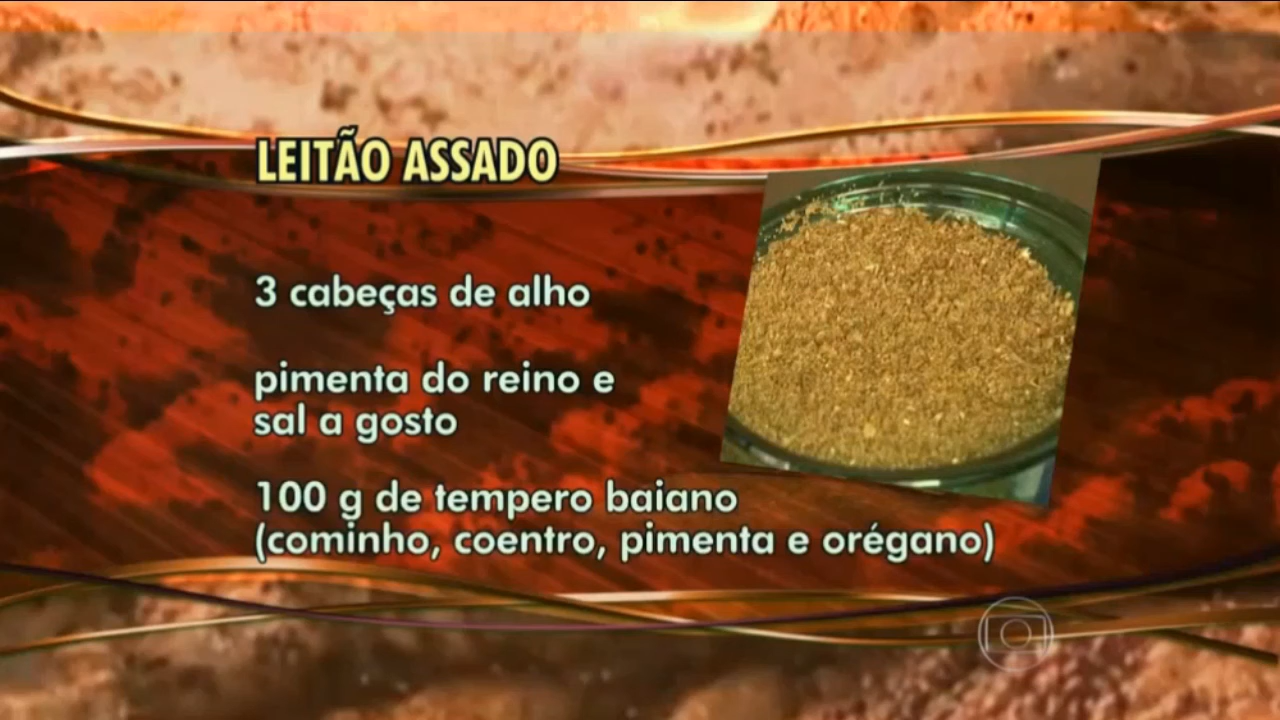 LEITÃO ASSADO
3 cabeças de alho
pimenta do reino e
sal a gosto
100 g de tempero baiano
(cominho, coentro, pimenta e orégano)